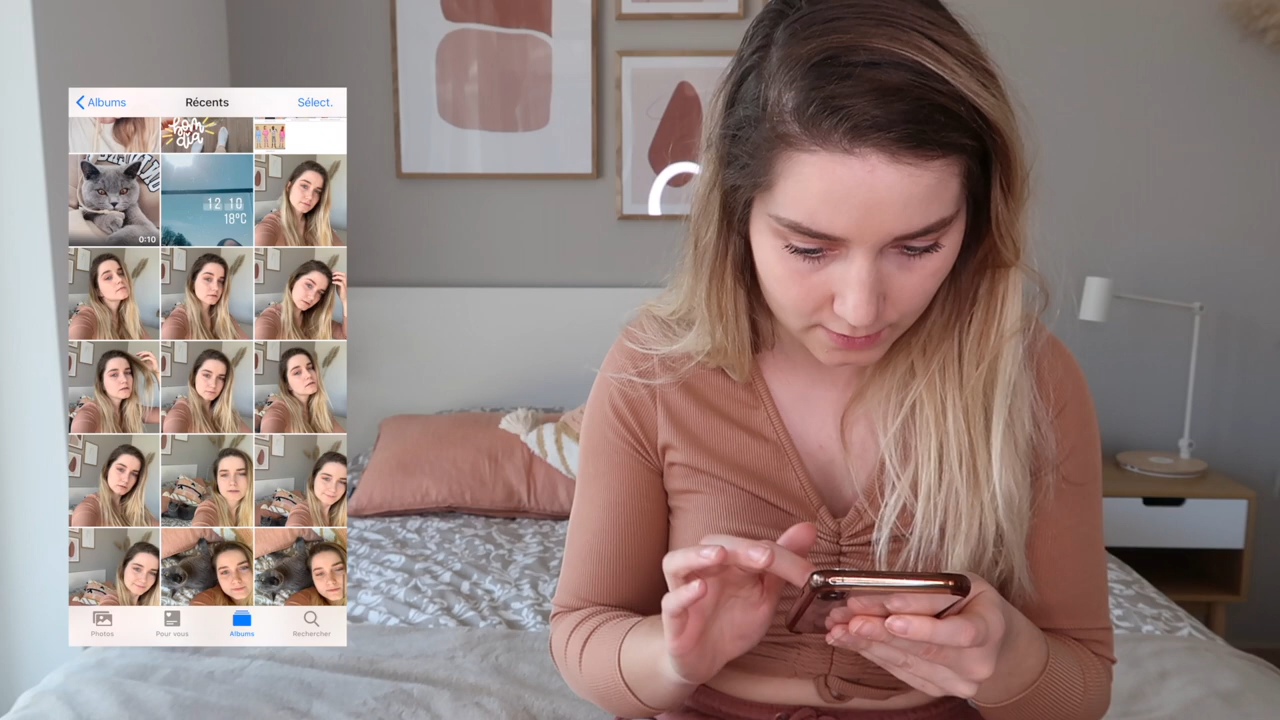 Albums Récents Sélect.
bom
dia
0:10
12 10
18°C
Photos Pour vous Albums Rechercher